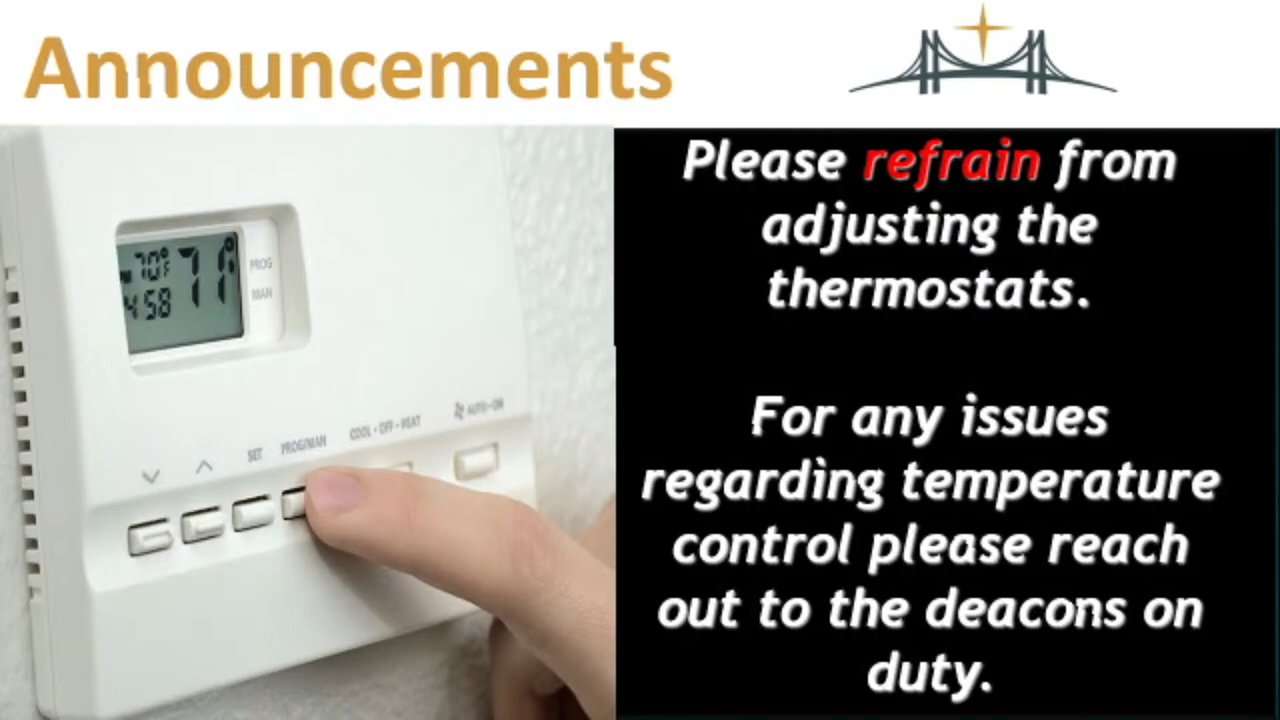 Announcements
70°F 71°
4:58
PROG
MAN
SET PROG/MAN COOL - OFF - HEAT AUTO-ON
Please refrain from
adjusting the
thermostats.
For any issues
regarding temperature
control please reach
out to the deacons on
duty.